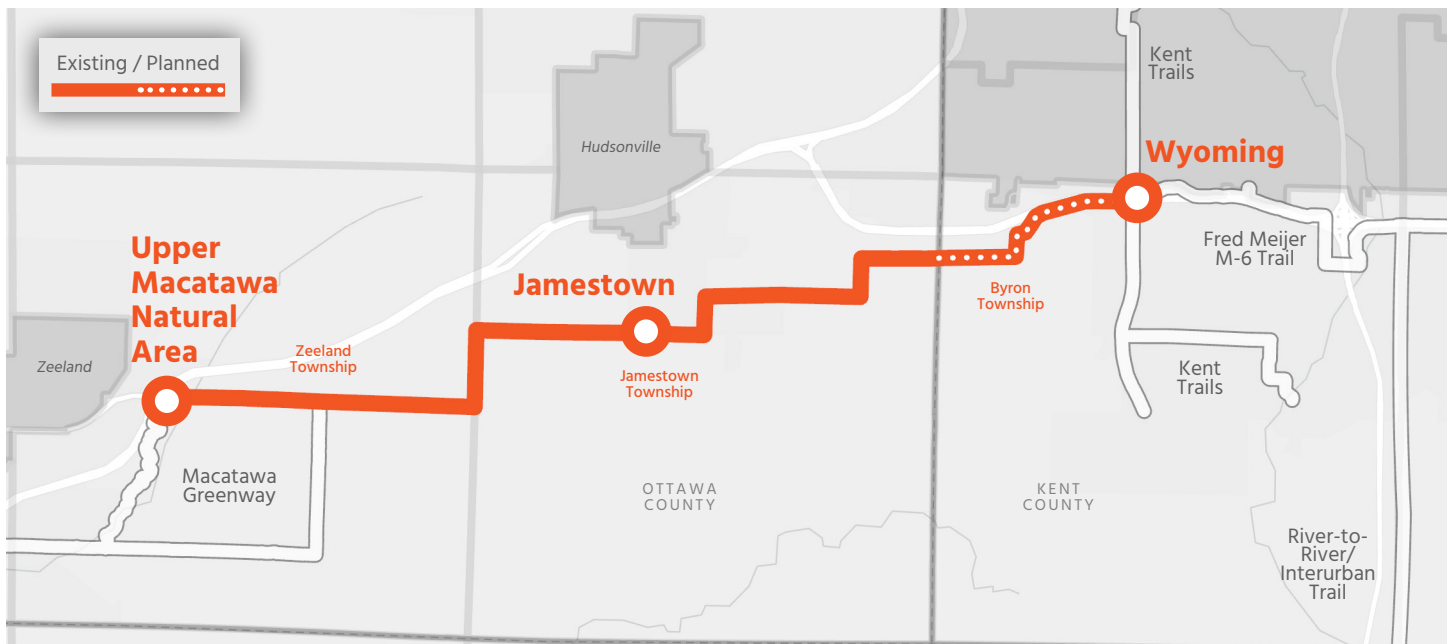 Existing / Planned
Kent
Trails
Hudsonville
Wyoming
Upper
Macatawa
Natural
Area
Fred Meijer
M-6 Trail
Jamestown
Byron
Township
Zeeland
Township
Zeeland
Jamestown
Township
Kent
Trails
Macatawa
Greenway
OTTAWA
COUNTY
KENT
COUNTY
River-to-
River/
Interurban
Trail